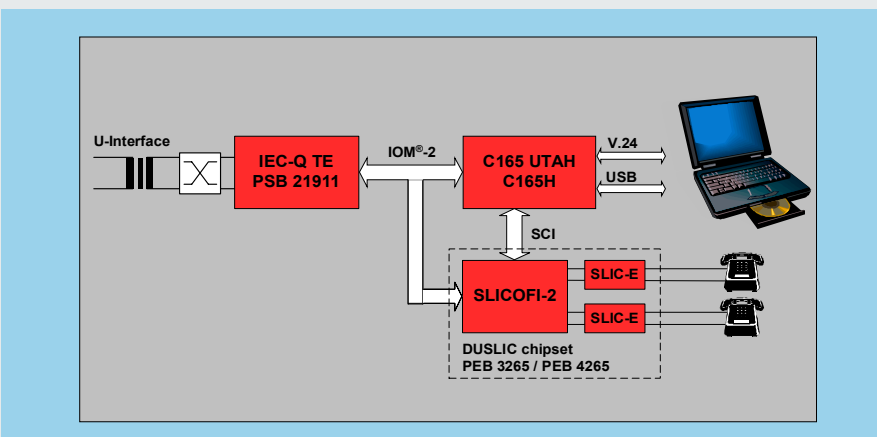 U-Interface
IEC-Q TE
PSB 21911
IOM®-2
C165 UTAH
C165H
V.24
USB
SCI
SLICOFI-2
SLIC-E
SLIC-E
DUSLIC chipset
PEB 3265 / PEB 4265